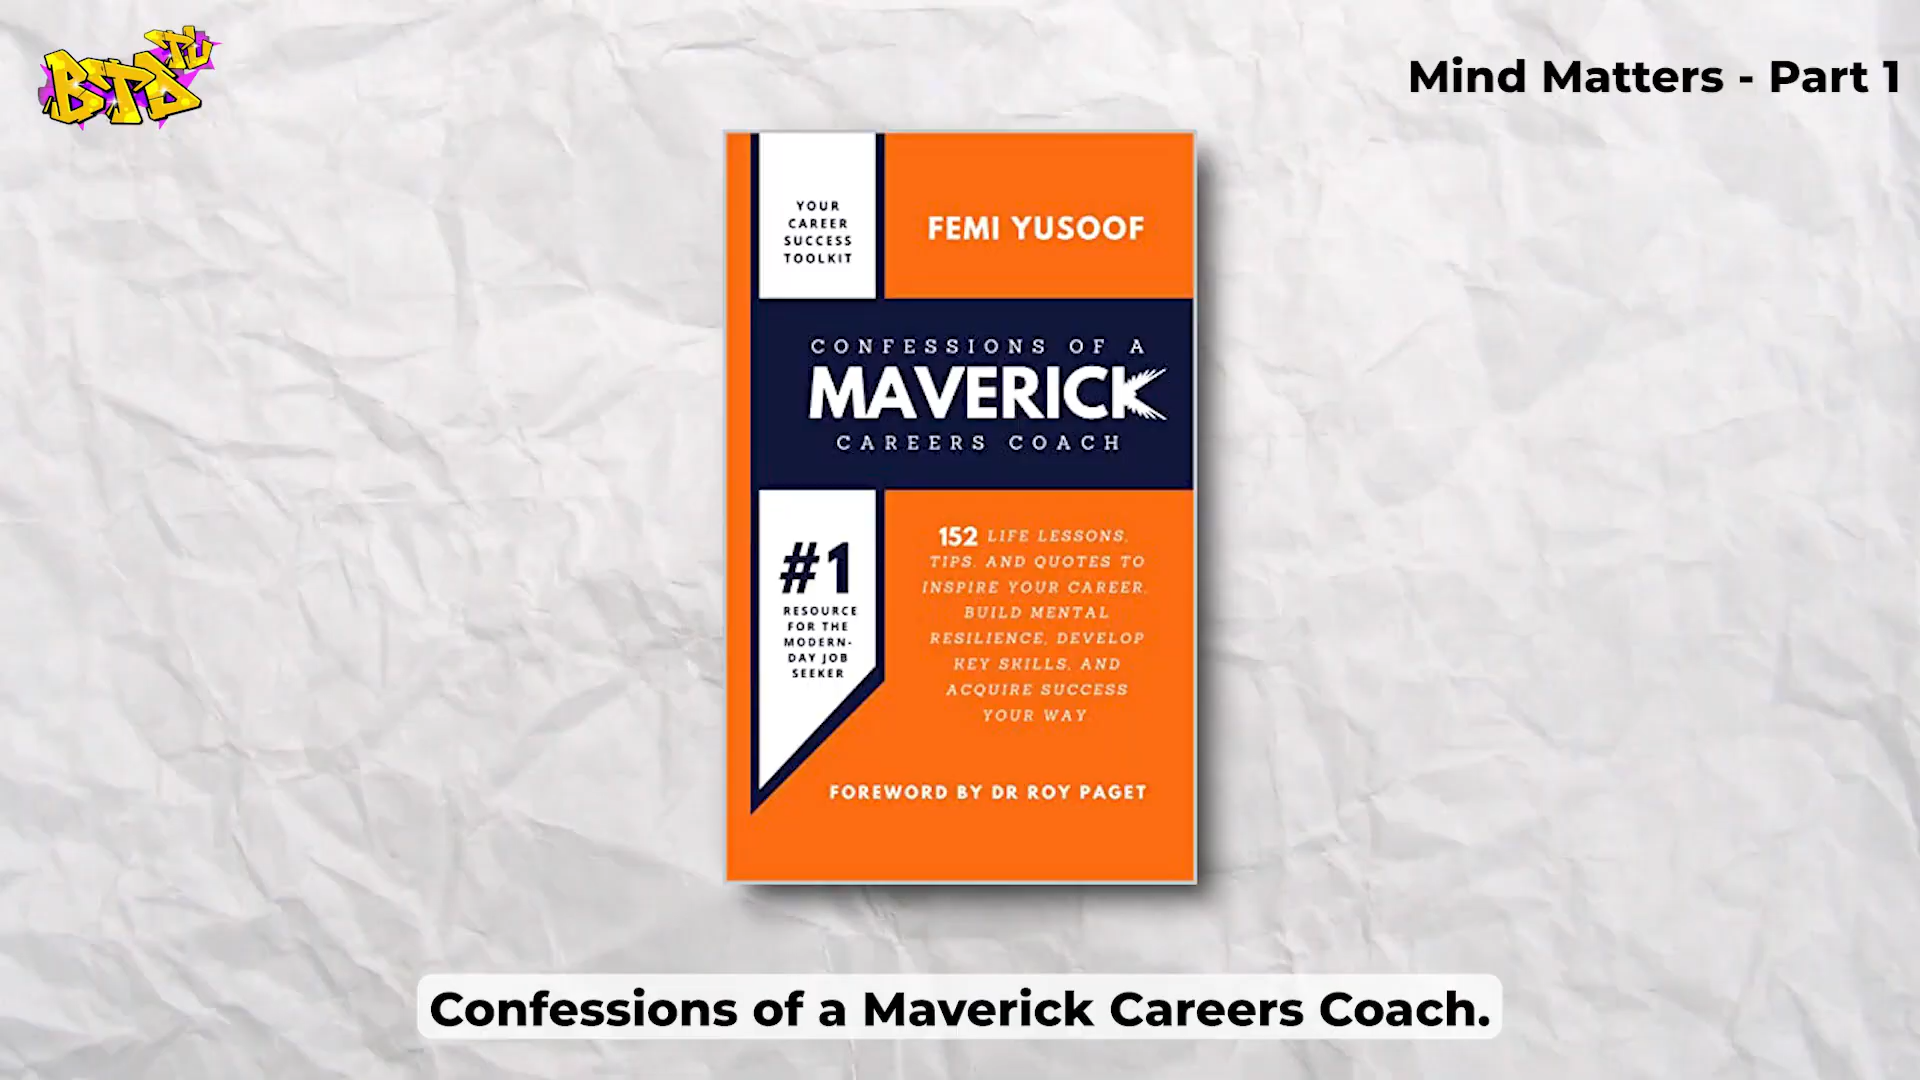 BTS TV
Mind Matters - Part 1
YOUR
CAREER
SUCCESS
TOOLKIT
FEMI YUSOOF
CONFESSIONS OF A
MAVERICK
CAREERS COACH
#1
RESOURCE
FOR THE
MODERN-
DAY JOB
SEEKER
152 LIFE LESSONS,
TIPS, AND QUOTES TO
INSPIRE YOUR CAREER,
BUILD MENTAL
RESILIENCE, DEVELOP
KEY SKILLS, AND
ACQUIRE SUCCESS
YOUR WAY
FOREWORD BY DR ROY PAGET
Confessions of a Maverick Careers Coach.